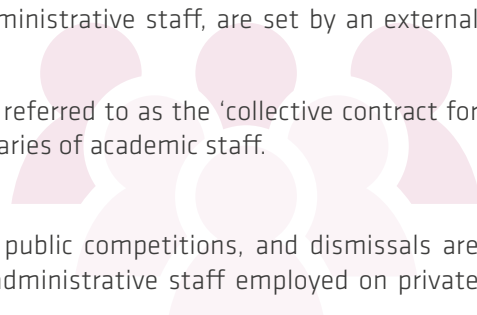 ministrative staff, are set by an external
referred to as the ‘collective contract for
aries of academic staff.
public competitions, and dismissals are
administrative staff employed on private